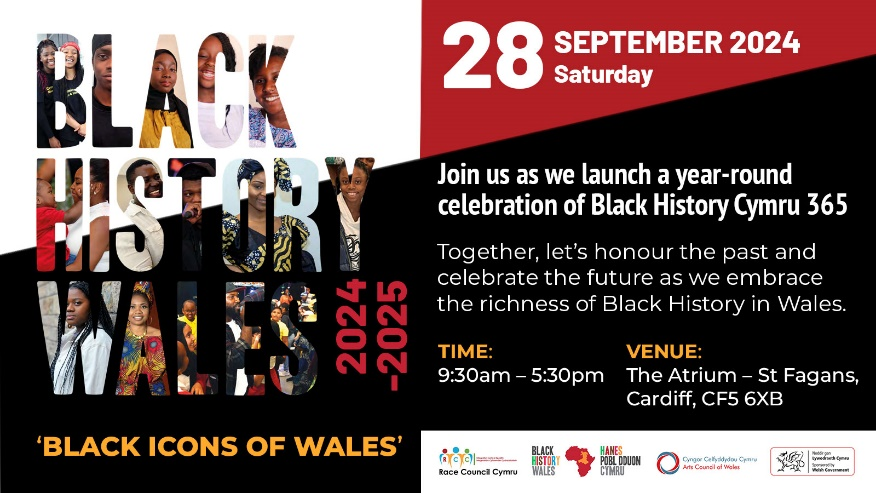 BLACK
HISTORY
WALES
2024
-2025
'BLACK ICONS OF WALES'
28 SEPTEMBER 2024
Saturday
Join us as we launch a year-round
celebration of Black History Cymru 365
Together, let's honour the past and
celebrate the future as we embrace
the richness of Black History in Wales.
TIME:
9:30am – 5:30pm
VENUE:
The Atrium – St Fagans,
Cardiff, CF5 6XB
RCC
Race Council Cymru
BLACK
HISTORY
WALES
HANES
POBL DDUON
CYMRU
Cyngor Celfyddydau Cymru
Arts Council of Wales
Noddir gan
Lywodraeth Cymru
Sponsored by
Welsh Government